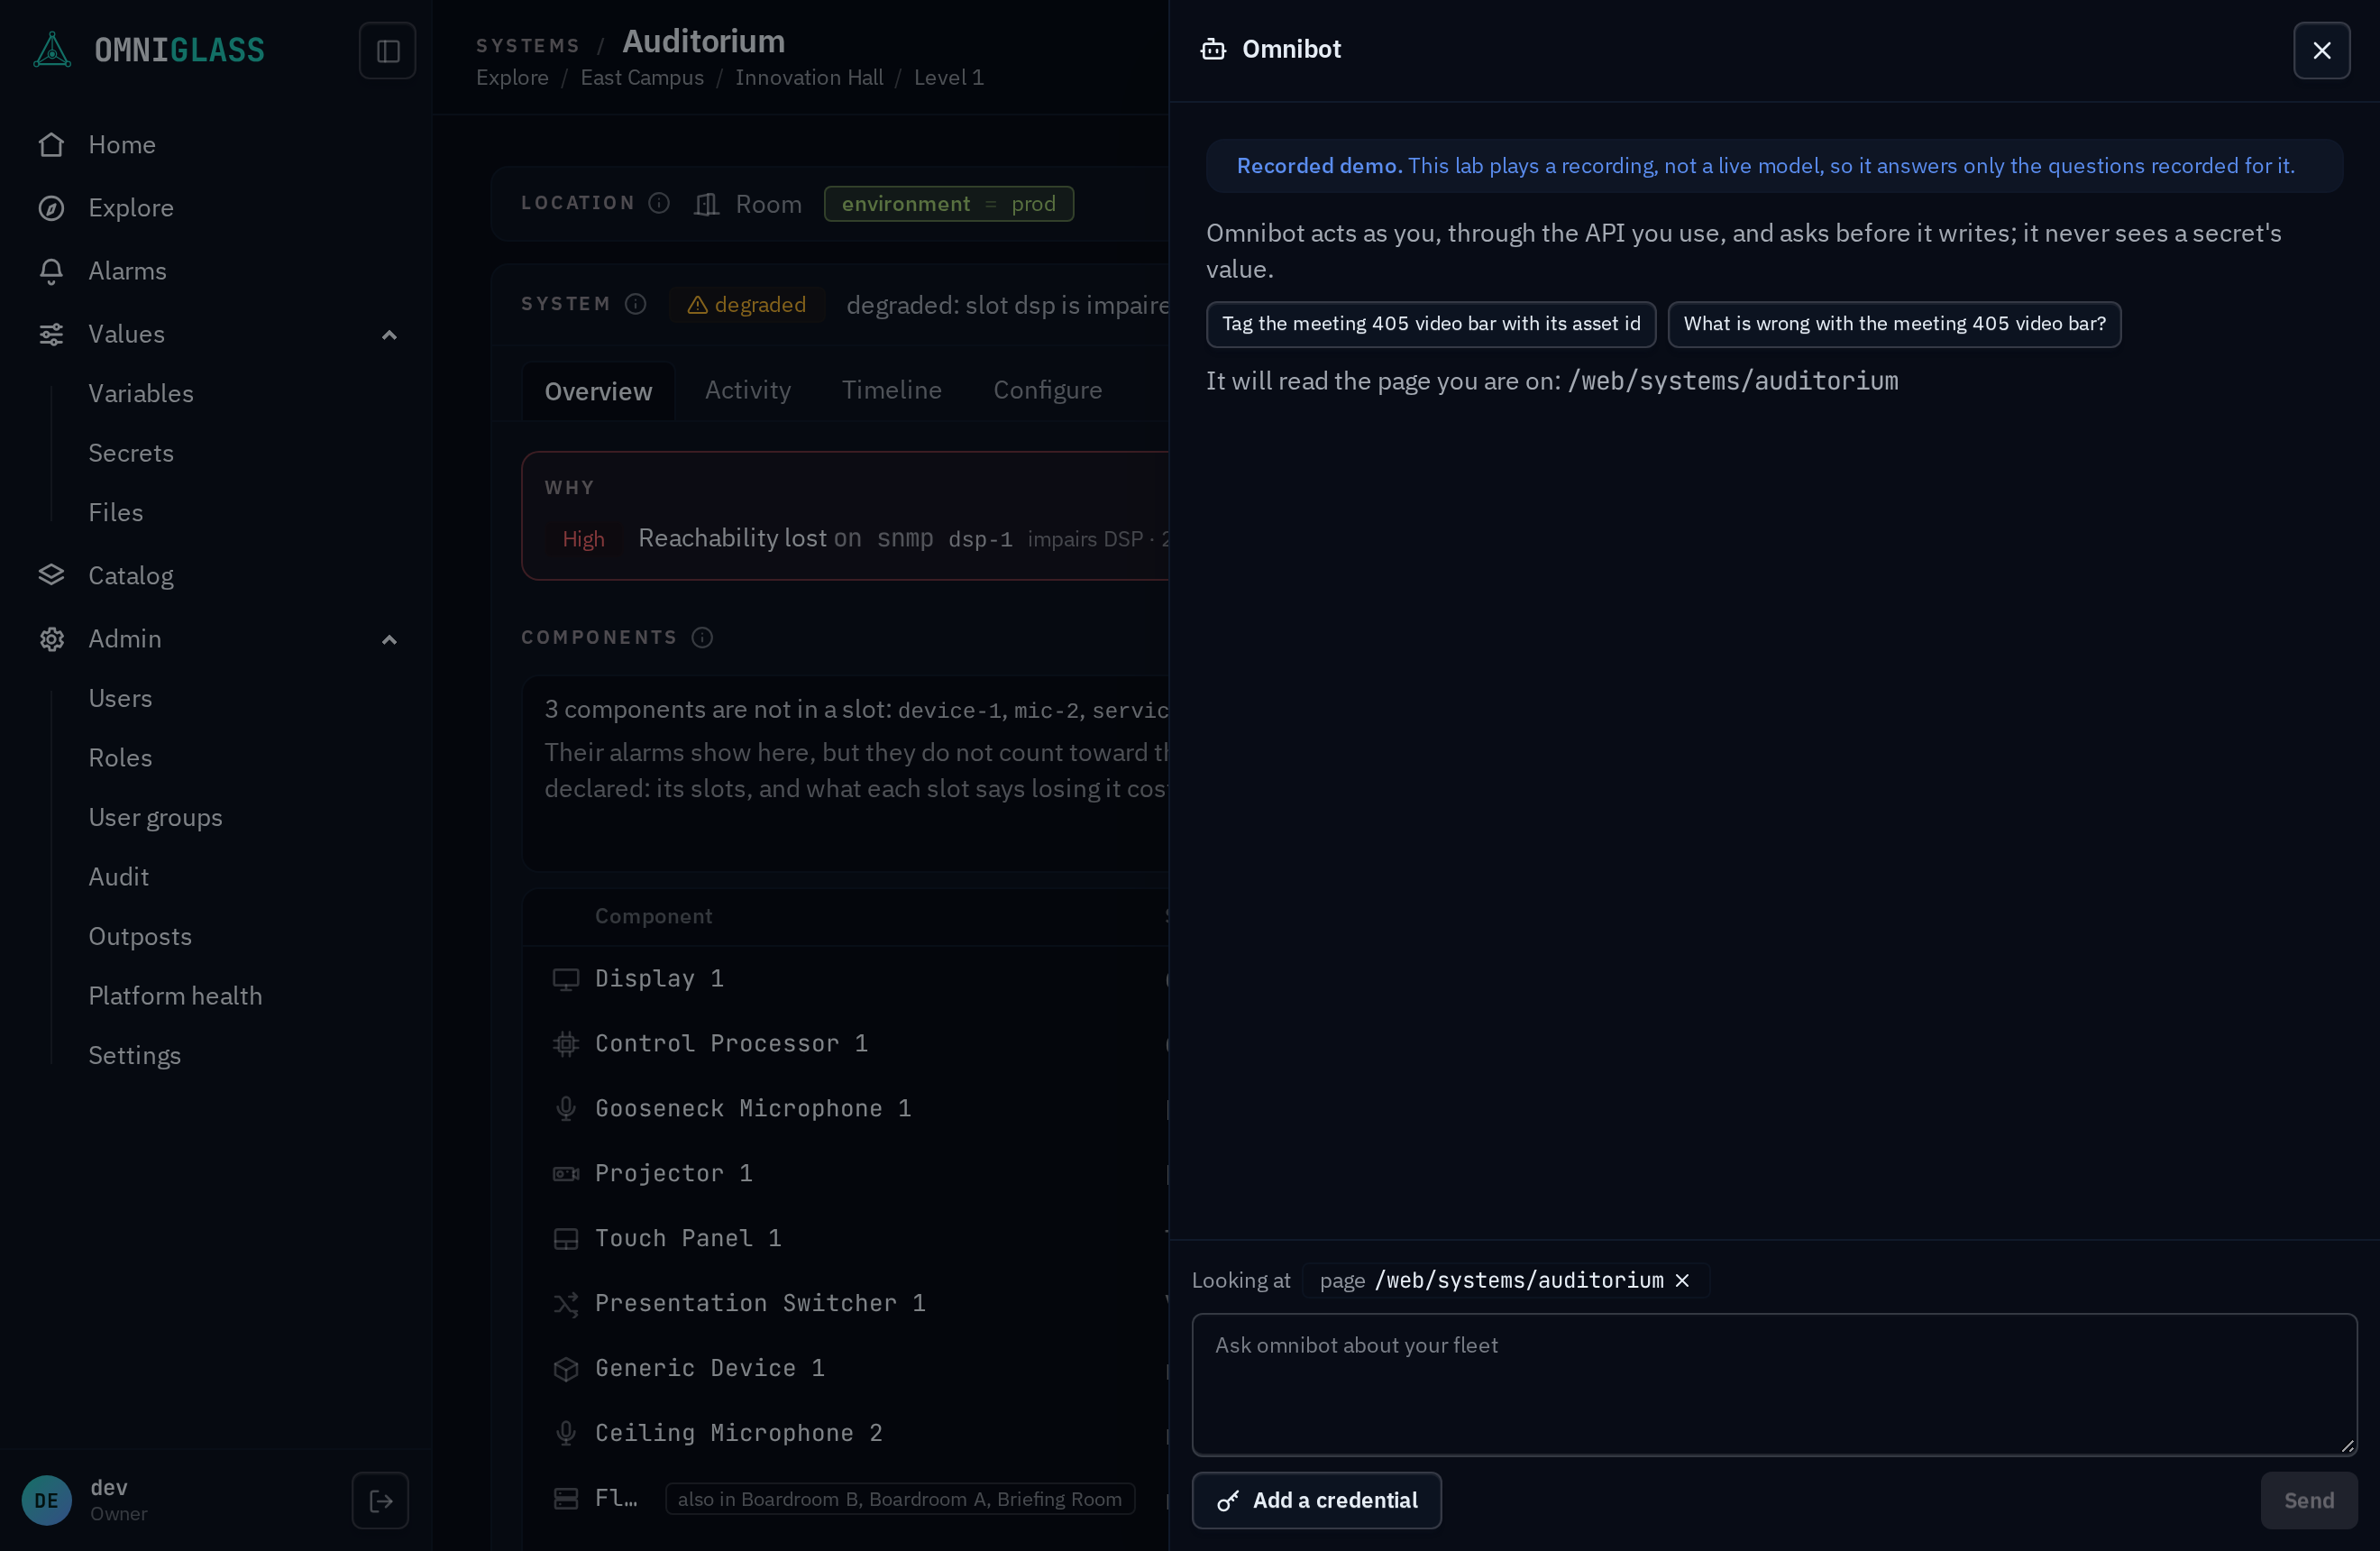 OMNIGLASS
Home
Explore
Alarms
Values
Variables
Secrets
Files
Catalog
Admin
Users
Roles
User groups
Audit
Outposts
Platform health
Settings
DE
dev
Owner
SYSTEMS / Auditorium
Explore / East Campus / Innovation Hall / Level 1
LOCATION Room environment = prod
SYSTEM degraded degraded: slot dsp is
Overview Activity Timeline Configure
WHY
High Reachability lost on snmp dsp-1 impairs DSP ·
COMPONENTS
3 components are not in a slot: device-1, mic-2,
Their alarms show here, but they do not count toward
declared: its slots, and what each slot says losing it
Component
Display 1
Control Processor 1
Gooseneck Microphone 1
Projector 1
Touch Panel 1
Presentation Switcher 1
Generic Device 1
Ceiling Microphone 2
Fl… also in Boardroom B, Boardroom A, Briefing Room
Omnibot
Recorded demo. This lab plays a recording, not a live model, so it answers only the questions recorded for it.
Omnibot acts as you, through the API you use, and asks before it writes; it never sees a secret's
value.
Tag the meeting 405 video bar with its asset id
What is wrong with the meeting 405 video bar?
It will read the page you are on: /web/systems/auditorium
Looking at page /web/systems/auditorium
Ask omnibot about your fleet
Add a credential
Send